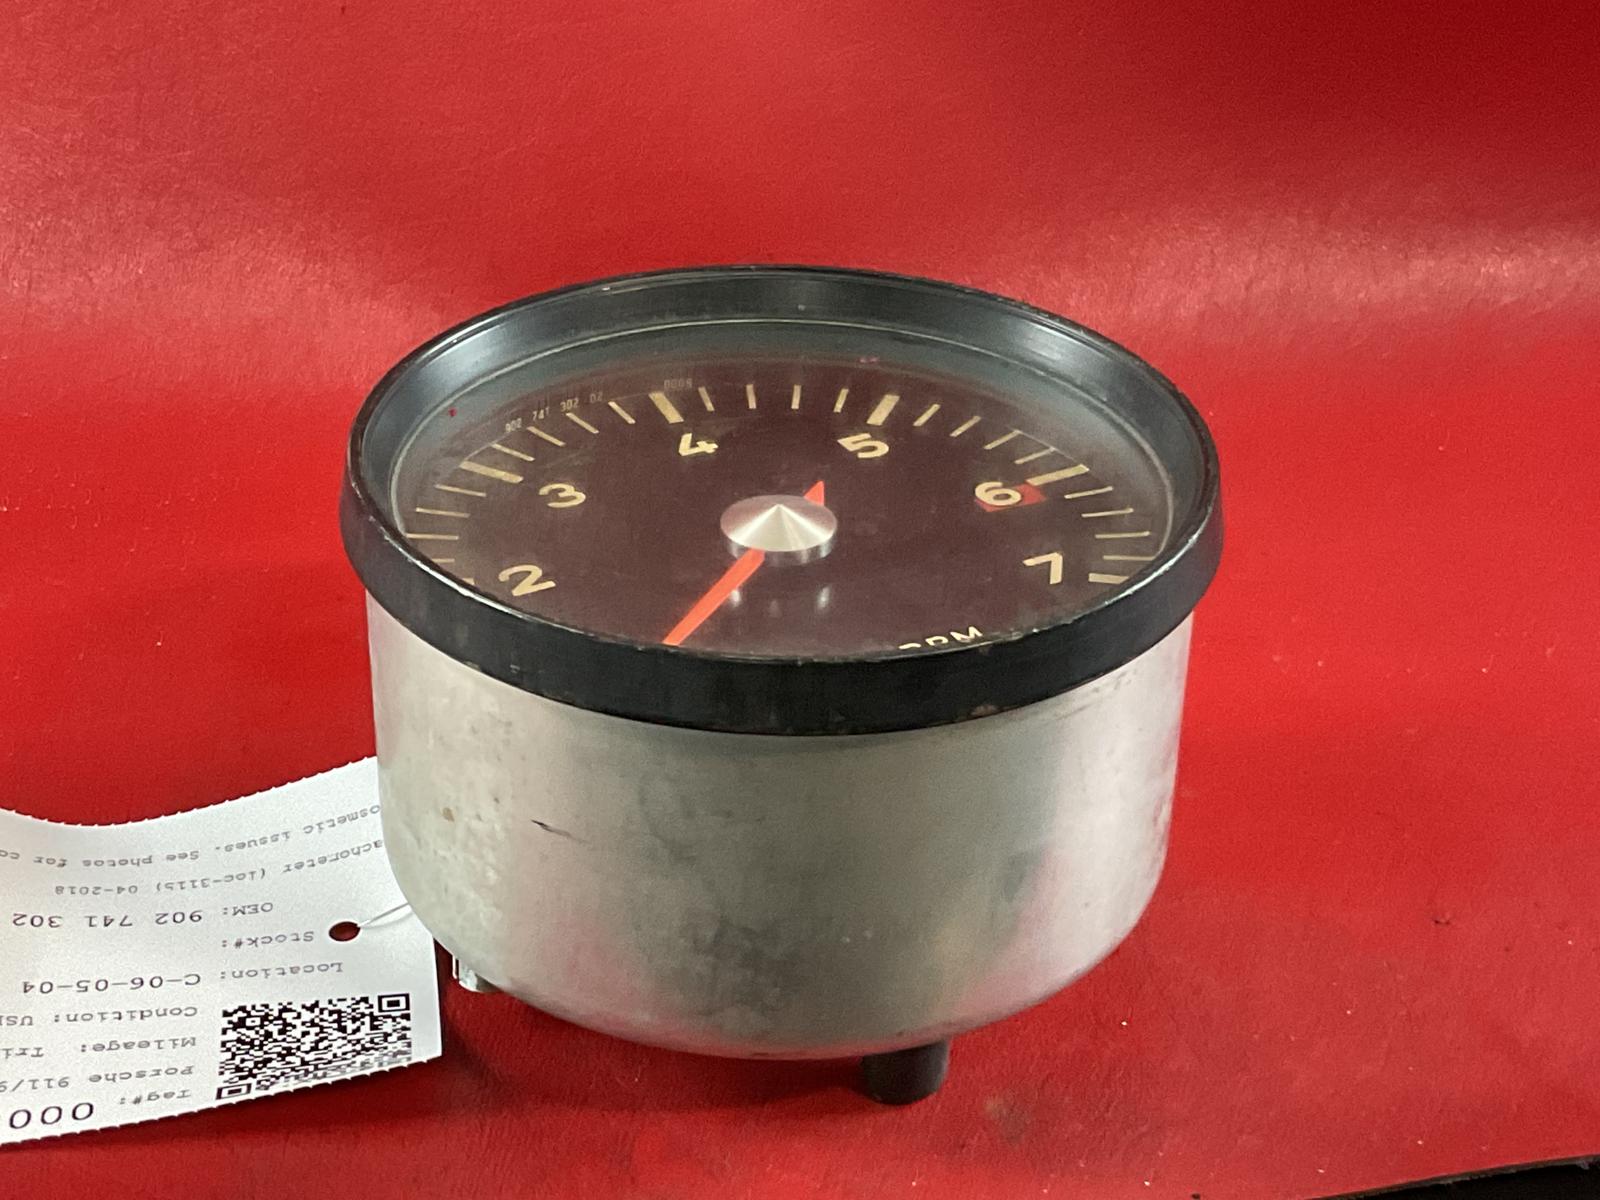 902 741 302 02
2 3 4 5 6 7
RPM
Tag#: 000
Porsche 911/9
Mileage: Tri
Condition: US
Location: C-06-05-04
Stock#:
OEM: 902 741 302
achoreter (loc-3115) 04-2018
osmetic issues. See photos for co